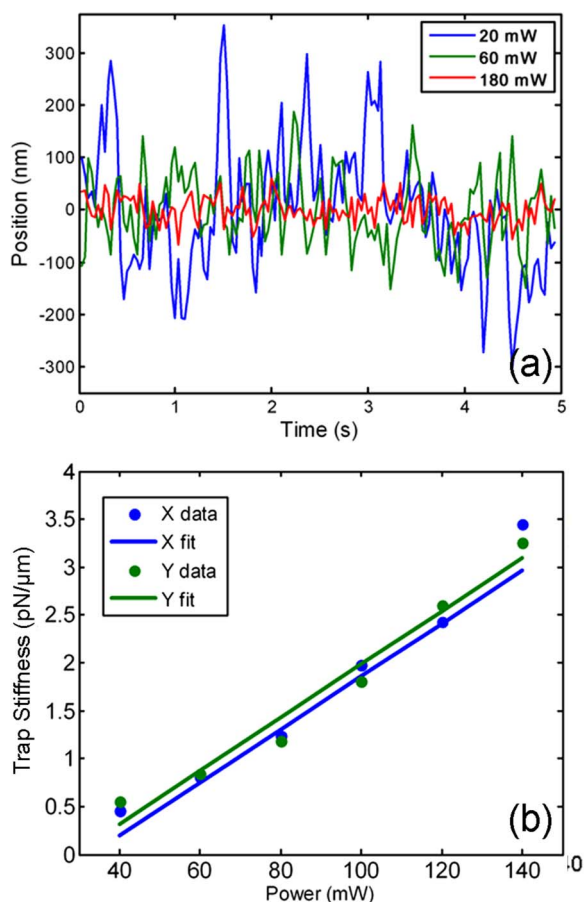 300
200
100
0
-100
-200
-300
Position (nm)
20 mW
60 mW
180 mW
(a)
0 1 2 3 4 5
Time (s)
4
3.5
3
2.5
2
1.5
1
0.5
0
Trap Stiffness (pN/µm)
X data
X fit
Y data
Y fit
(b)
40 60 80 100 120 140
Power (mW)